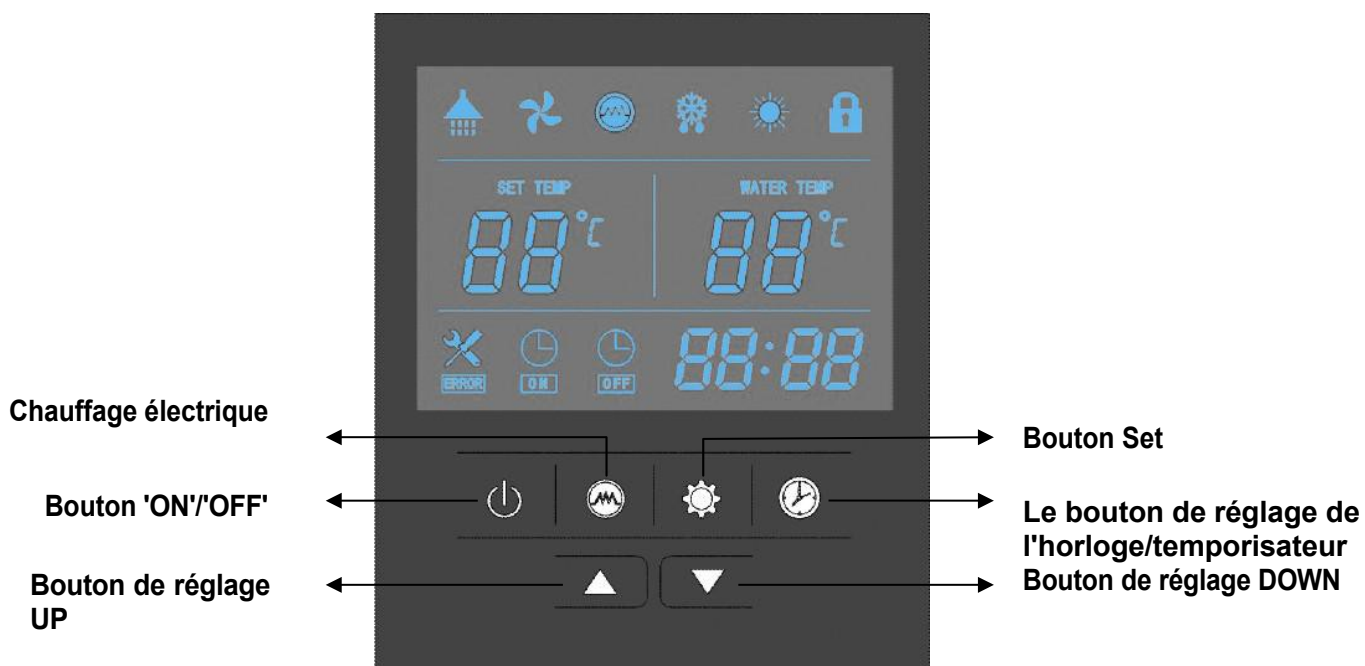 SET TEMP
WATER TEMP
88°C
88°C
ERROR
ON
OFF
88:88
Chauffage électrique
Bouton Set
Bouton 'ON'/'OFF'
Le bouton de réglage de
l'horloge/temporisateur
Bouton de réglage
UP
Bouton de réglage DOWN